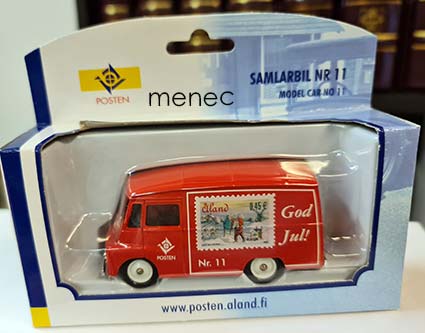 POSTEN
SAMLARBIL NR 11
MODEL CAR NO 11
menec
Åland
0,45 €
God
Jul!
POSTEN
Nr. 11
www.posten.aland.fi